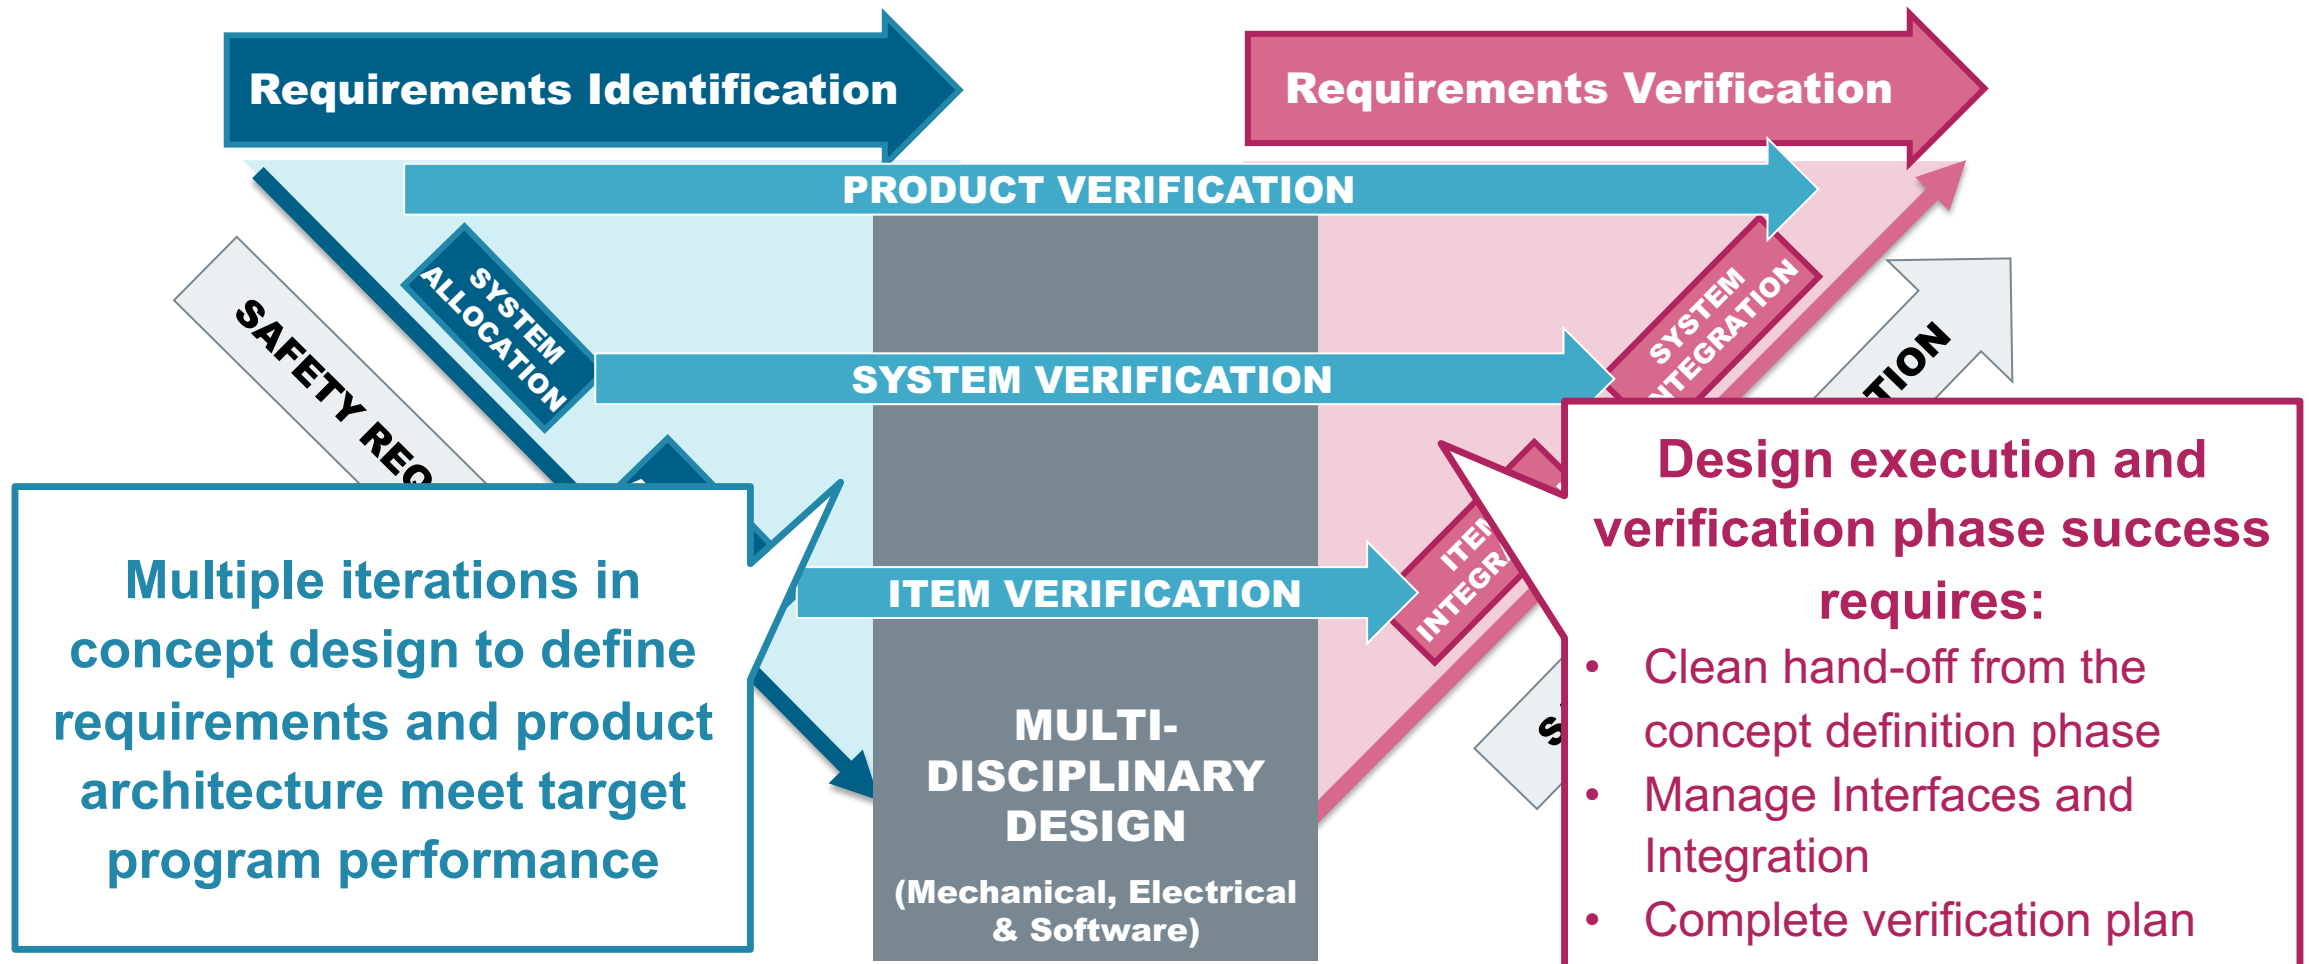 Requirements Identification
Requirements Verification
PRODUCT VERIFICATION
SYSTEM
ALLOCATION
SYSTEM
INTEGRATION
SAFETY
SYSTEM VERIFICATION
ITEM VERIFICATION
MULTI-
DISCIPLINARY
DESIGN
(Mechanical, Electrical
& Software)
Multiple iterations in
concept design to define
requirements and product
architecture meet target
program performance
Design execution and
verification phase success
requires:
• Clean hand-off from the
concept definition phase
• Manage Interfaces and
Integration
• Complete verification plan